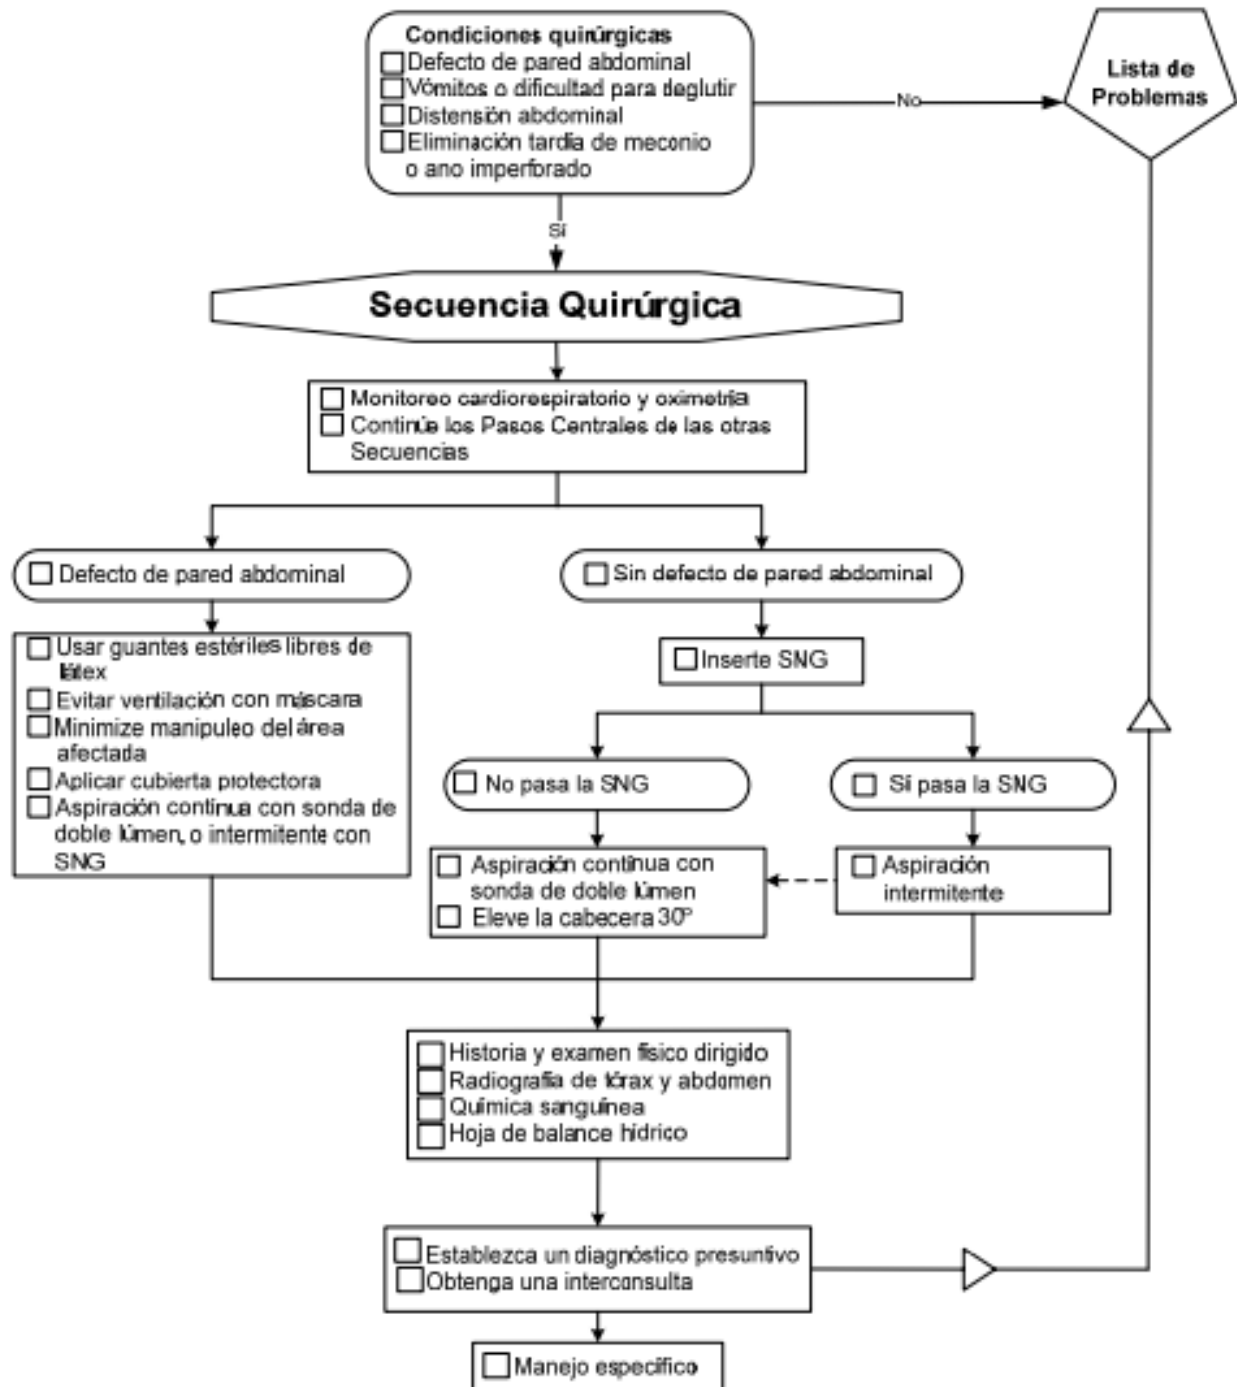 Condiciones quirúrgicas
Defecto de pared abdominal
Vómitos o dificultad para deglutir
Distensión abdominal
Eliminación tardía de meconio
o ano imperforado
No
Lista de
Problemas
Sí
Secuencia Quirúrgica
Monitoreo cardiorespiratorio y oximetría
Continúe los Pasos Centrales de las otras
Secuencias
Defecto de pared abdominal
Sin defecto de pared abdominal
Usar guantes estériles libres de
látex
Evitar ventilación con máscara
Minimize manipuleo del área
afectada
Aplicar cubierta protectora
Aspiración contínua con sonda de
doble lúmen, o intermitente con
SNG
Inserte SNG
No pasa la SNG
Sí pasa la SNG
Aspiración contínua con
sonda de doble lúmen
Eleve la cabecera 30º
Aspiración
intermitente
Historia y examen físico dirigido
Radiografía de tórax y abdomen
Química sanguínea
Hoja de balance hídrico
Establezca un diagnóstico presuntivo
Obtenga una interconsulta
Manejo específico